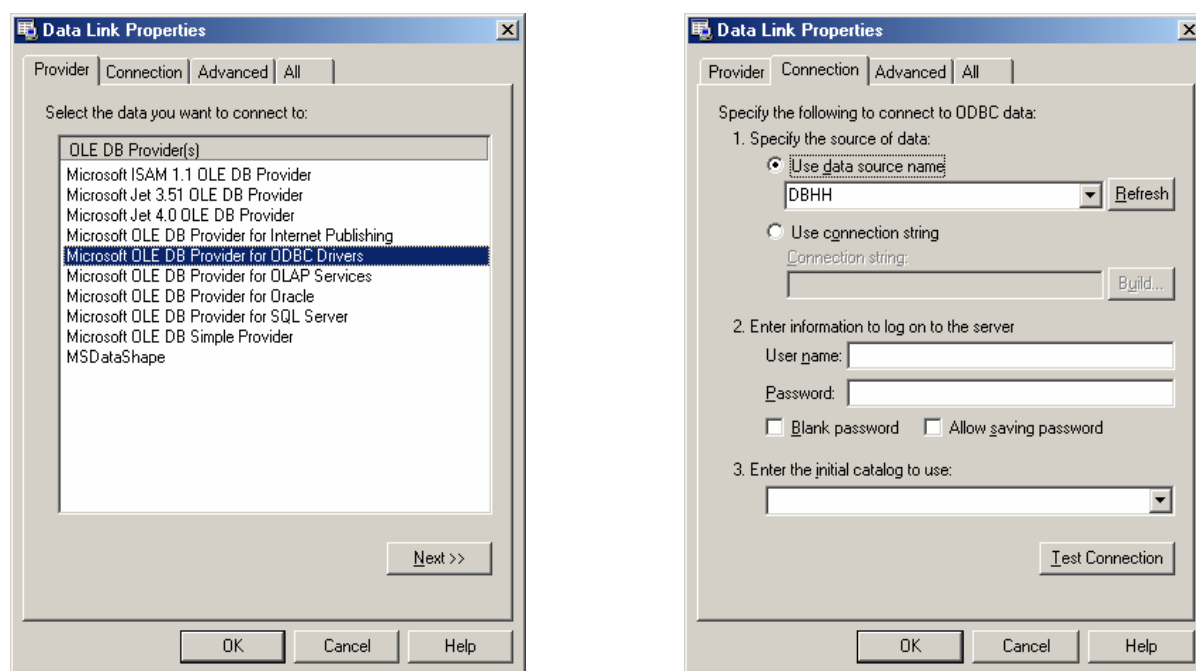 Data Link Properties
Provider Connection Advanced All
Select the data you want to connect to:
OLE DB Provider(s)
Microsoft ISAM 1.1 OLE DB Provider
Microsoft Jet 3.51 OLE DB Provider
Microsoft Jet 4.0 OLE DB Provider
Microsoft OLE DB Provider for Internet Publishing
Microsoft OLE DB Provider for ODBC Drivers
Microsoft OLE DB Provider for OLAP Services
Microsoft OLE DB Provider for Oracle
Microsoft OLE DB Provider for SQL Server
Microsoft OLE DB Simple Provider
MSDataShape
Next >>
OK Cancel Help
Data Link Properties
Provider Connection Advanced All
Specify the following to connect to ODBC data:
1. Specify the source of data:
Use data source name
DBHH Refresh
Use connection string
Connection string:
Build...
2. Enter information to log on to the server
User name:
Password:
Blank password Allow saving password
3. Enter the initial catalog to use:
Test Connection
OK Cancel Help